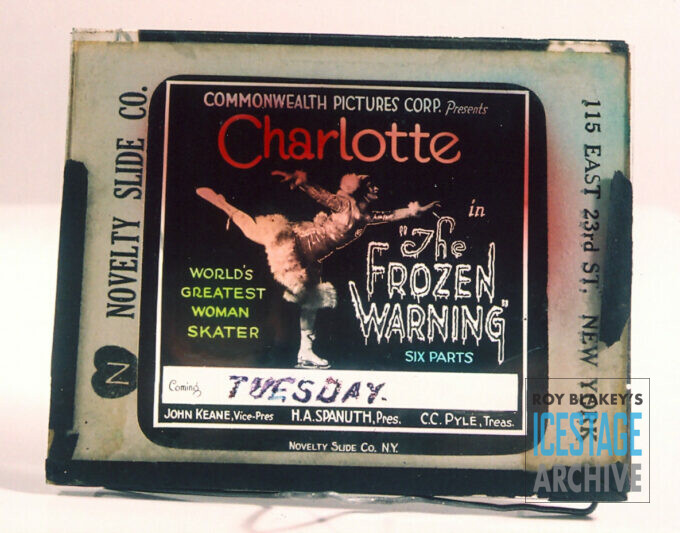 COMMONWEALTH PICTURES CORP. Presents
Charlotte
in
"The
FROZEN
WARNING"
SIX PARTS
WORLD'S
GREATEST
WOMAN
SKATER
Coming TUESDAY.
JOHN KEANE, Vice-Pres H.A. SPANUTH, Pres. C.C. PYLE, Treas.
NOVELTY SLIDE CO. N.Y.
NOVELTY SLIDE CO.
N
115 EAST 23rd ST, NEW YORK
ROY BLAKEY'S
ICESTAGE
ARCHIVE